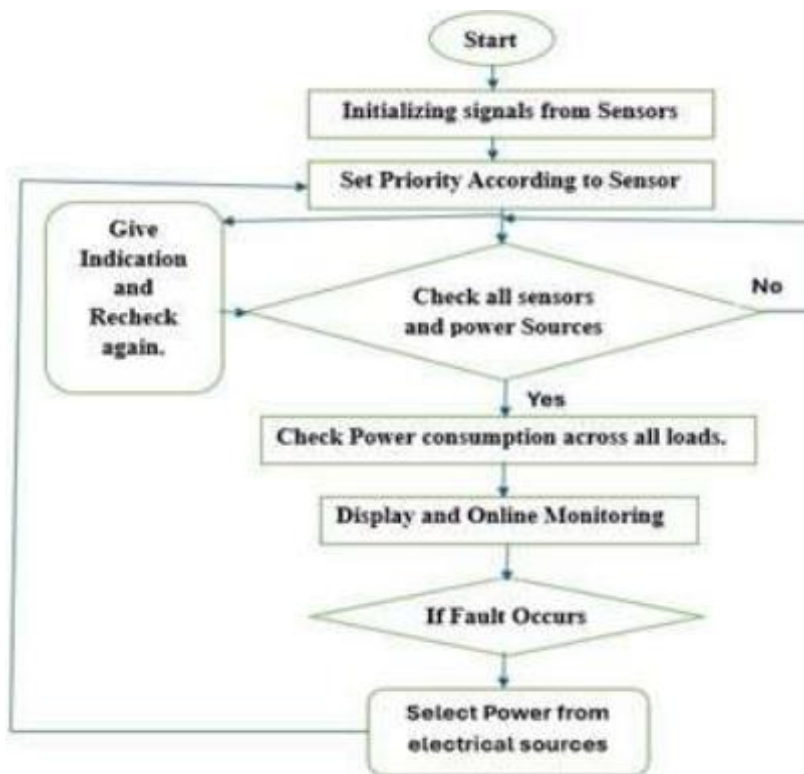 Start
Initializing signals from Sensors
Set Priority According to Sensor
Give
Indication
and
Recheck
again.
Check all sensors
and power Sources
No
Yes
Check Power consumption across all loads.
Display and Online Monitoring
If Fault Occurs
Select Power from
electrical sources